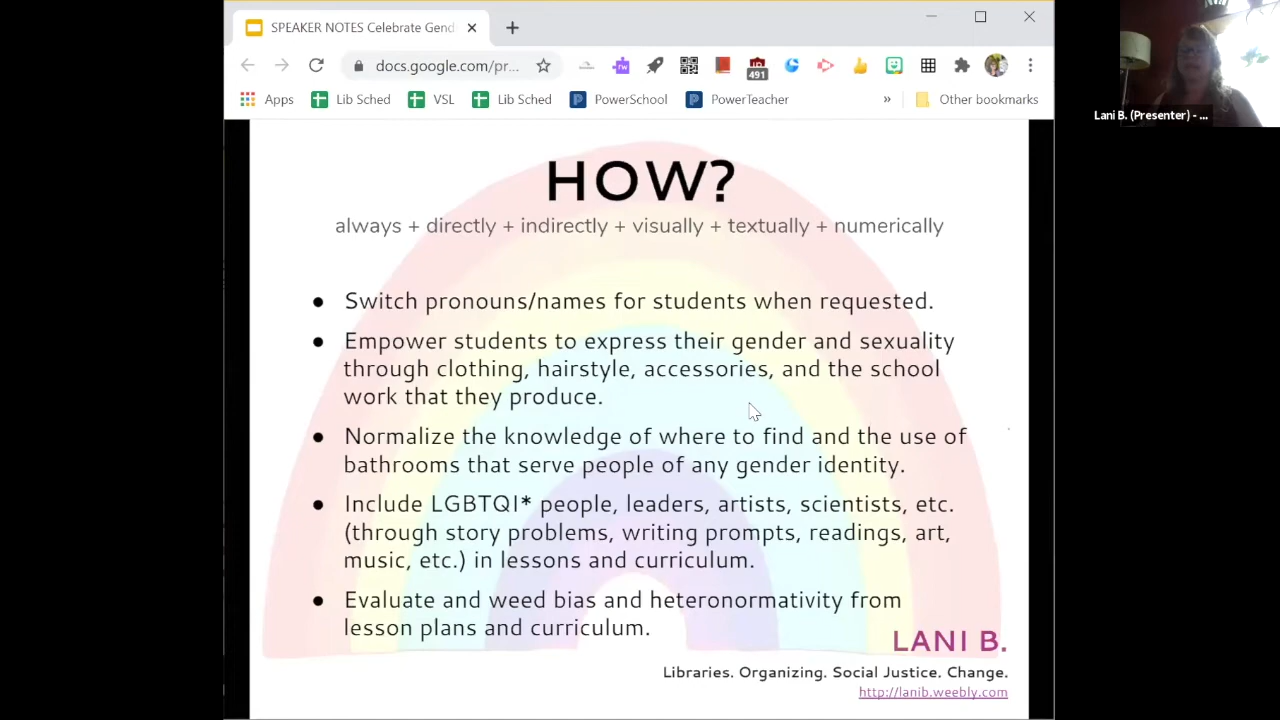 SPEAKER NOTES Celebrate Gend
docs.google.com/pr...
491
Apps Lib Sched VSL Lib Sched PowerSchool PowerTeacher » Other bookmarks
Lani B. (Presenter) - ...
HOW?
always + directly + indirectly + visually + textually + numerically
● Switch pronouns/names for students when requested.
● Empower students to express their gender and sexuality
through clothing, hairstyle, accessories, and the school
work that they produce.
● Normalize the knowledge of where to find and the use of
bathrooms that serve people of any gender identity.
● Include LGBTQI* people, leaders, artists, scientists, etc.
(through story problems, writing prompts, readings, art,
music, etc.) in lessons and curriculum.
● Evaluate and weed bias and heteronormativity from
lesson plans and curriculum.
LANI B.
Libraries. Organizing. Social Justice. Change.
http://lanib.weebly.com